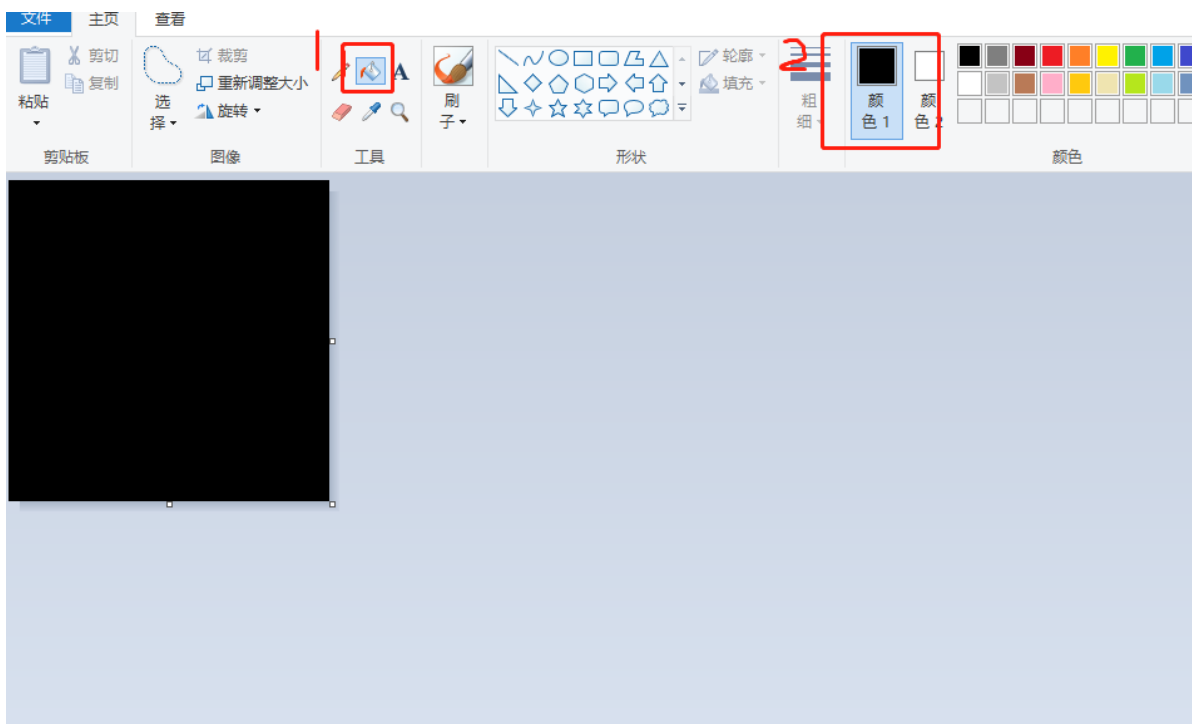 文件 主页 查看
1
2
粘贴
剪切
复制
剪贴板
选
择
裁剪
重新调整大小
旋转
图像
A
工具
刷
子
轮廓
填充
形状
粗
细
颜
色 1
颜
色 2
颜色